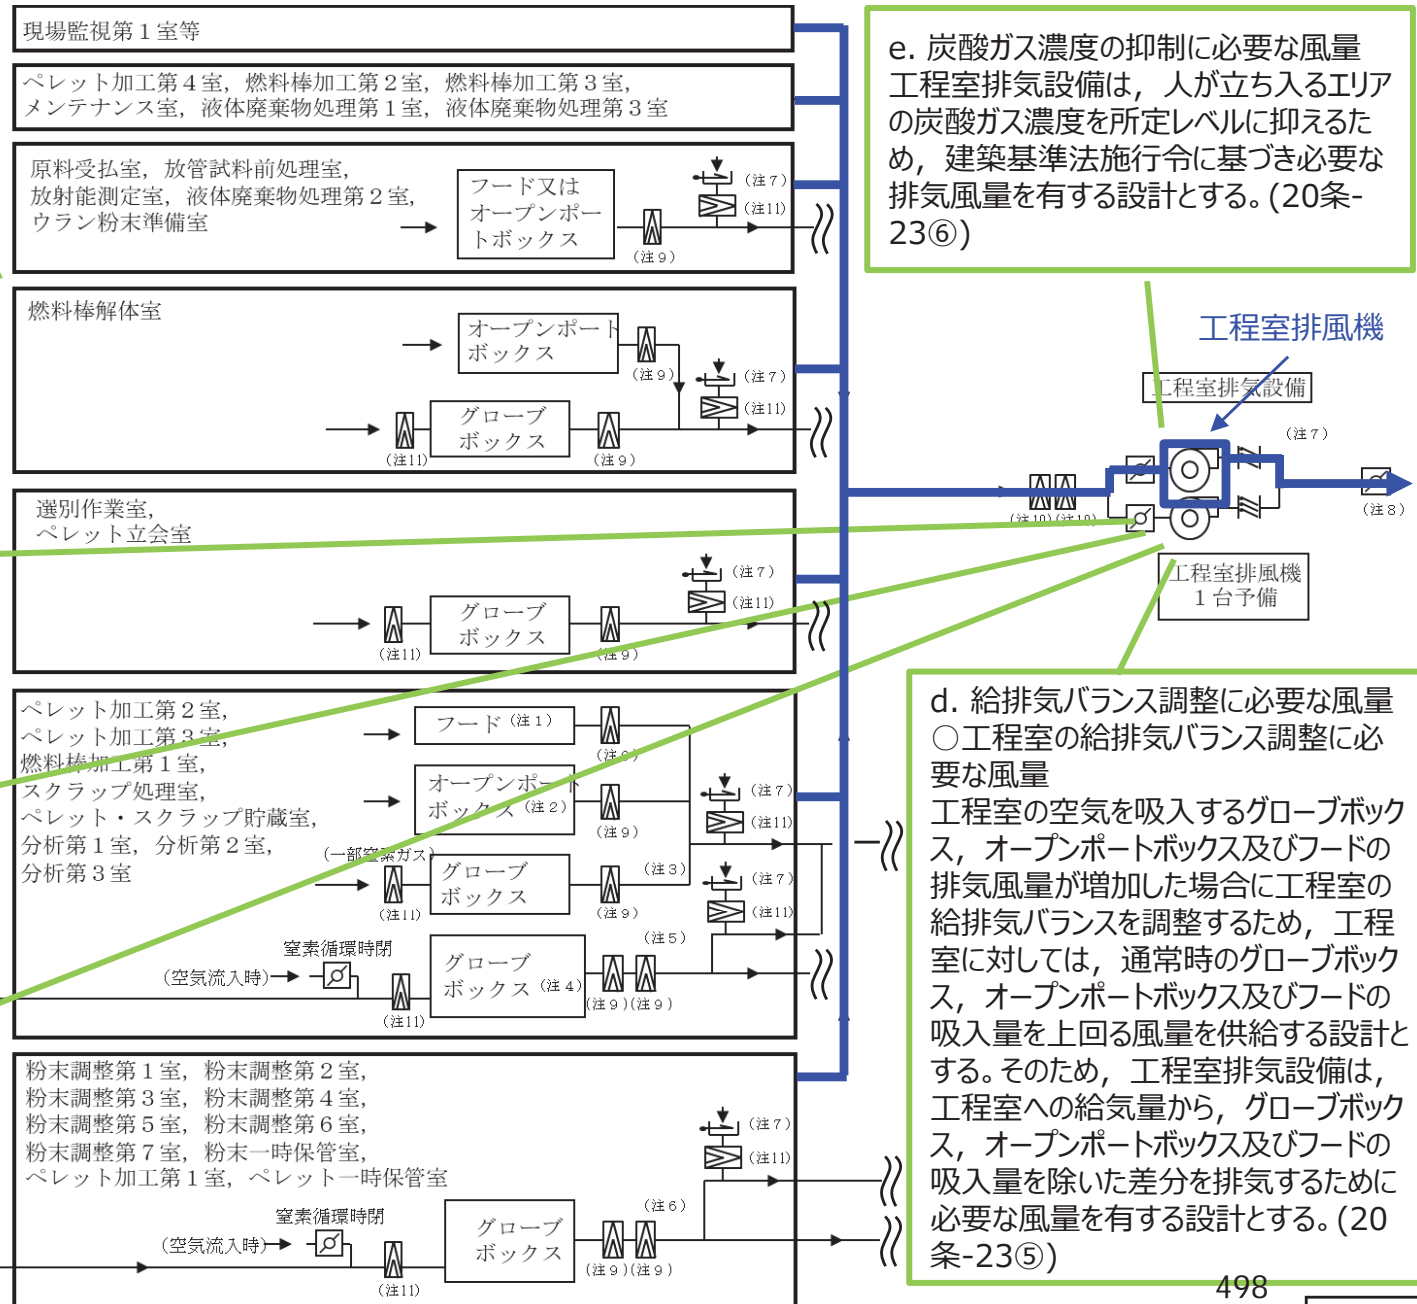 現場監視第１室等
ペレット加工第４室，燃料棒加工第２室，燃料棒加工第３室，
メンテナンス室，液体廃棄物処理第１室，液体廃棄物処理第３室
原料受払室，放管試料前処理室，
放射能測定室，液体廃棄物処理第２室，
ウラン粉末準備室
フード又は
オープンポー
トボックス
(注９)
(注７)
(注11)
燃料棒解体室
オープンポート
ボックス
(注９)
(注７)
(注11)
グローブ
ボックス
(注11)
(注９)
選別作業室，
ペレット立会室
(注７)
(注11)
グローブ
ボックス
(注11)
(注９)
ペレット加工第２室，
ペレット加工第３室，
燃料棒加工第１室，
スクラップ処理室，
ペレット・スクラップ貯蔵室，
分析第１室，分析第２室，
分析第３室
フード(注１)
(注９)
オープンポート
ボックス(注２)
(注９)
(注７)
(注11)
(一部窒素ガス)
グローブ
ボックス
(注３)
(注11)
(注９)
(注７)
(注11)
(注５)
窒素循環時閉
(空気流入時)
グローブ
ボックス(注４)
(注11)
(注９)(注９)
粉末調整第１室，粉末調整第２室，
粉末調整第３室，粉末調整第４室，
粉末調整第５室，粉末調整第６室，
粉末調整第７室，粉末一時保管室，
ペレット加工第１室，ペレット一時保管室
(注７)
(注11)
(注６)
窒素循環時閉
(空気流入時)
グローブ
ボックス
(注11)
(注９)(注９)
e. 炭酸ガス濃度の抑制に必要な風量
工程室排気設備は，人が立ち入るエリア
の炭酸ガス濃度を所定レベルに抑えるた
め，建築基準法施行令に基づき必要な
排気風量を有する設計とする。(20条-
23⑥)
工程室排風機
工程室排気設備
(注７)
(注10)(注10)
(注８)
工程室排風機
１台予備
d. 給排気バランス調整に必要な風量
○工程室の給排気バランス調整に必
要な風量
工程室の空気を吸入するグローブボック
ス，オープンポートボックス及びフードの
排気風量が増加した場合に工程室の
給排気バランスを調整するため，工程
室に対しては，通常時のグローブボック
ス，オープンポートボックス及びフードの
吸入量を上回る風量を供給する設計と
する。そのため，工程室排気設備は，
工程室への給気量から，グローブボック
ス，オープンポートボックス及びフードの
吸入量を除いた差分を排気するために
必要な風量を有する設計とする。(20
条-23⑤)
498